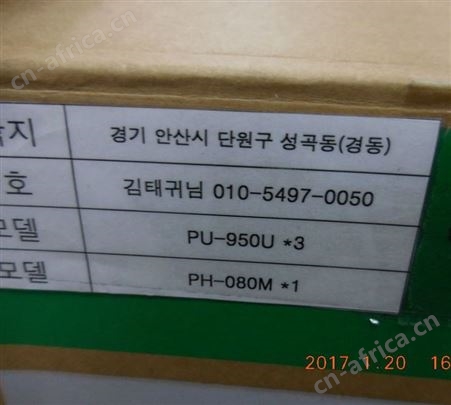 경기 안산시 단원구 성곡동(경동)
호 김태귀님 010-5497-0050
모델 PU-950U *3
모델 PH-080M *1
2017 1.20 16
cn-africa.cn
cn-africa.cn